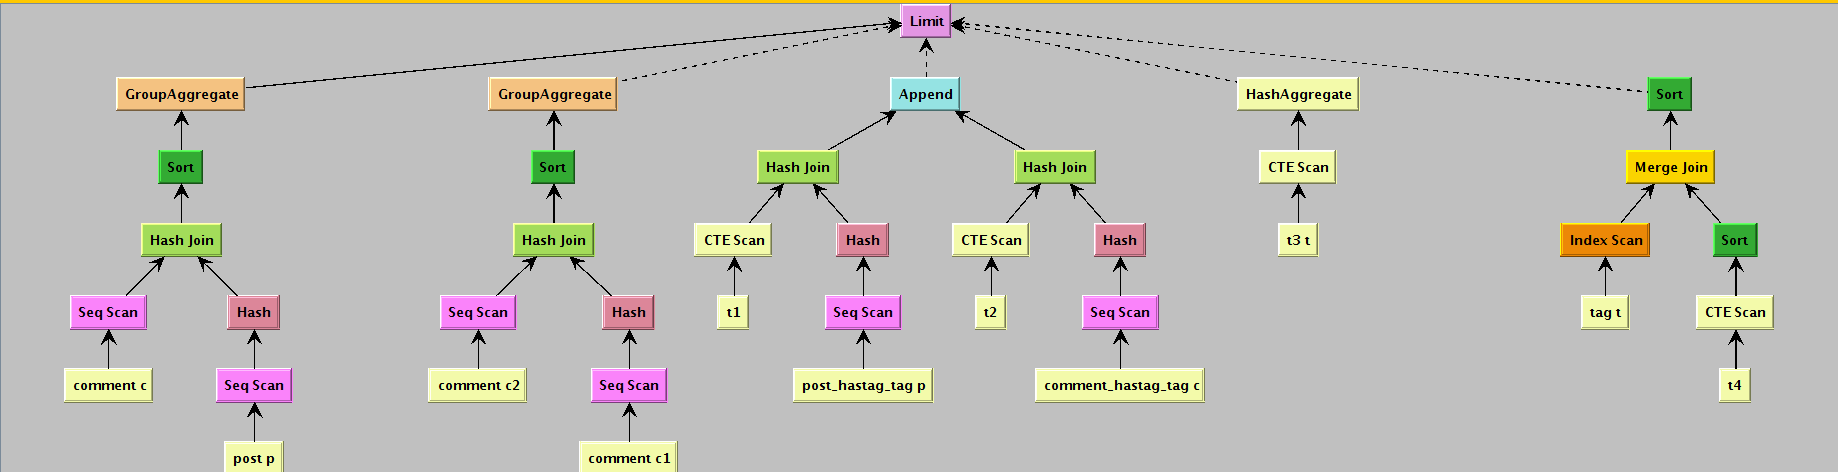 Limit
GroupAggregate GroupAggregate Append HashAggregate Sort
Sort Sort Hash Join Hash Join CTE Scan Merge Join
Hash Join Hash Join CTE Scan Hash CTE Scan Hash t3 t Index Scan Sort
Seq Scan Hash Seq Scan Hash t1 Seq Scan t2 Seq Scan tag t CTE Scan
comment c Seq Scan comment c2 Seq Scan post_hastag_tag p comment_hastag_tag c t4
post p comment c1